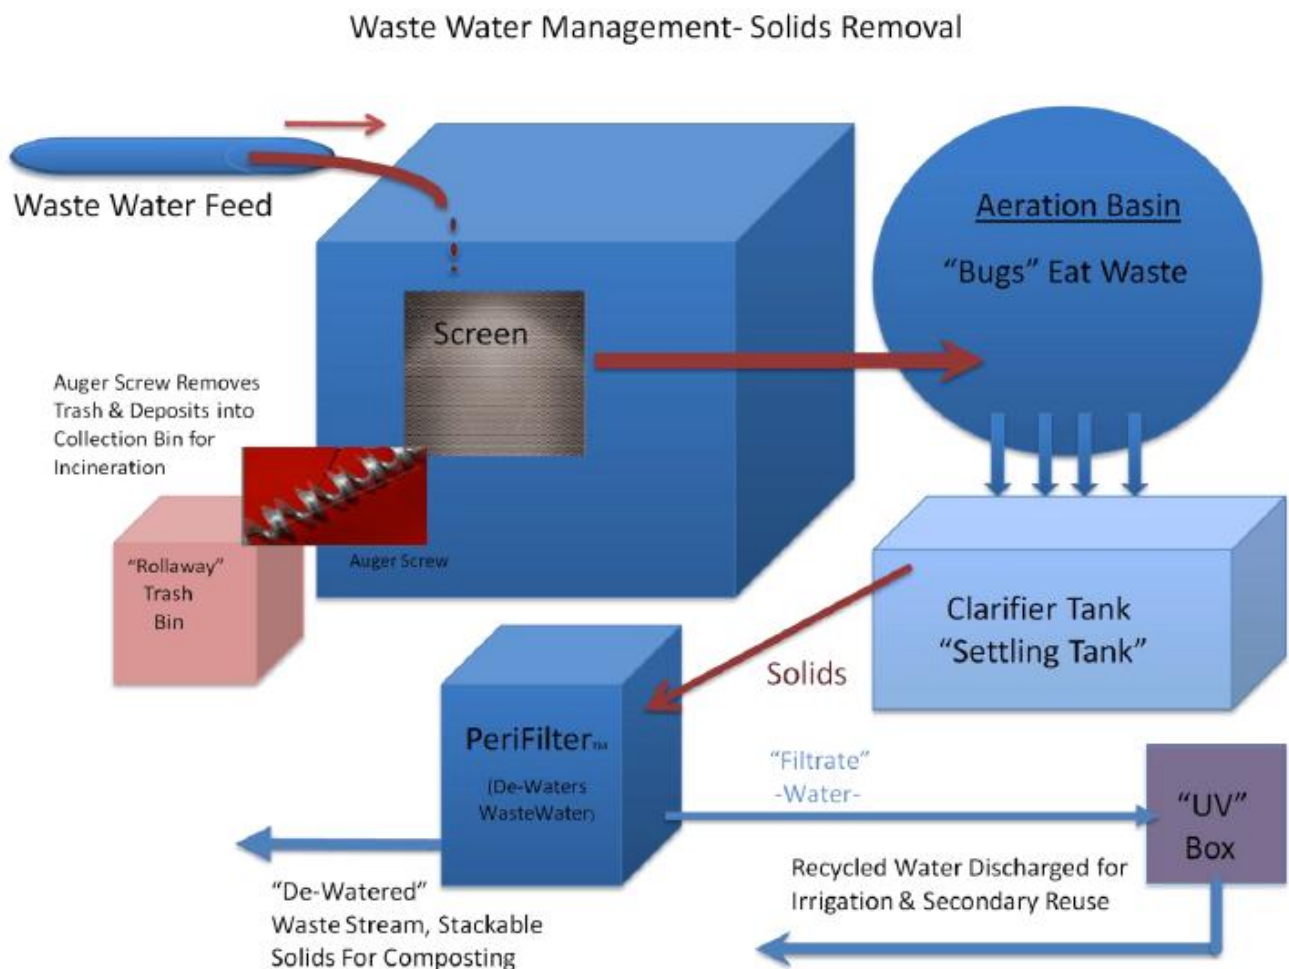 Waste Water Management- Solids Removal
Waste Water Feed
Aeration Basin
“Bugs” Eat Waste
Screen
Auger Screw Removes
Trash & Deposits into
Collection Bin for
Incineration
Auger Screw
“Rollaway”
Trash
Bin
Clarifier Tank
“Settling Tank”
Solids
PeriFilter™
(De-Waters
WasteWater)
“Filtrate”
-Water-
“UV”
Box
Recycled Water Discharged for
Irrigation & Secondary Reuse
“De-Watered”
Waste Stream, Stackable
Solids For Composting